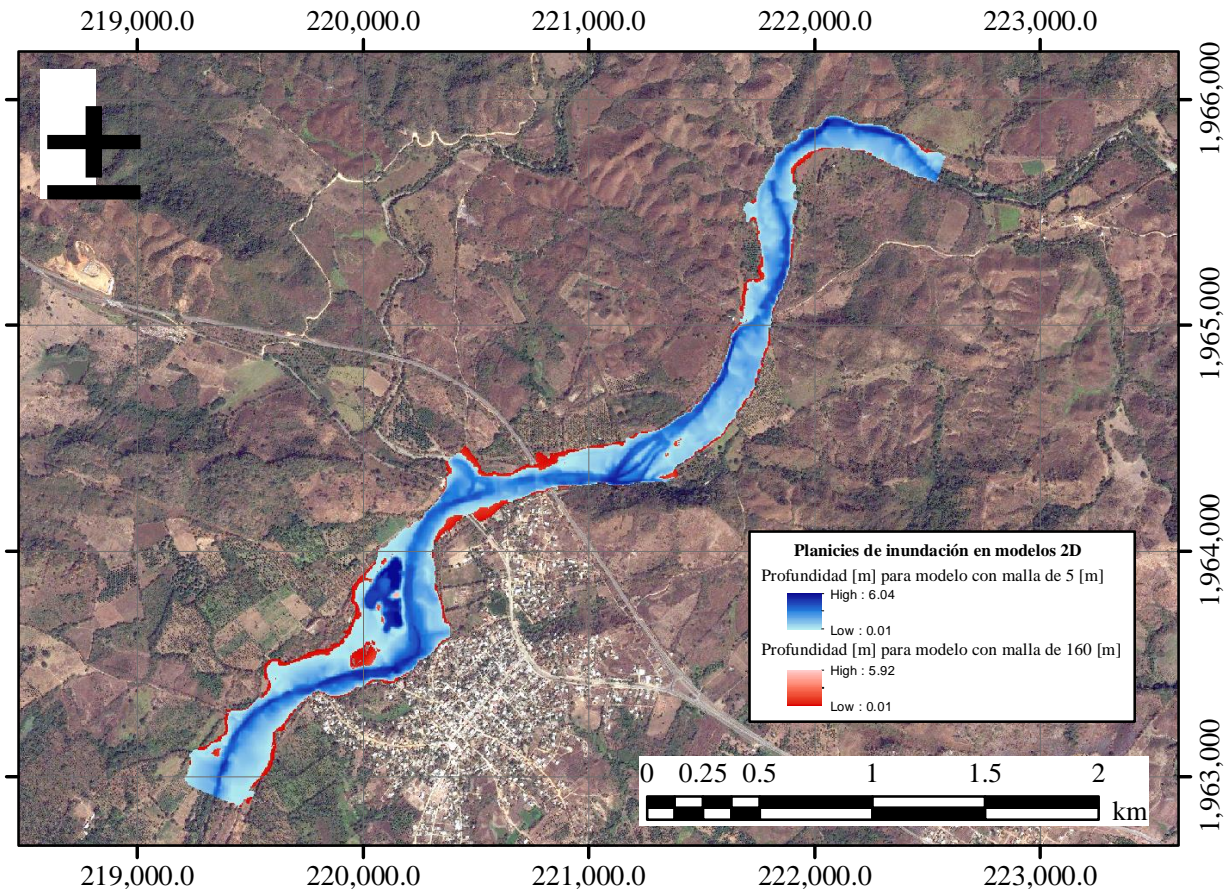 219,000.0 220,000.0 221,000.0 222,000.0 223,000.0
1,966,000
1,965,000
1,964,000
1,963,000
Planicies de inundación en modelos 2D
Profundidad [m] para modelo con malla de 5 [m]
High : 6.04
Low : 0.01
Profundidad [m] para modelo con malla de 160 [m]
High : 5.92
Low : 0.01
0 0.25 0.5 1 1.5 2
km
219,000.0 220,000.0 221,000.0 222,000.0 223,000.0